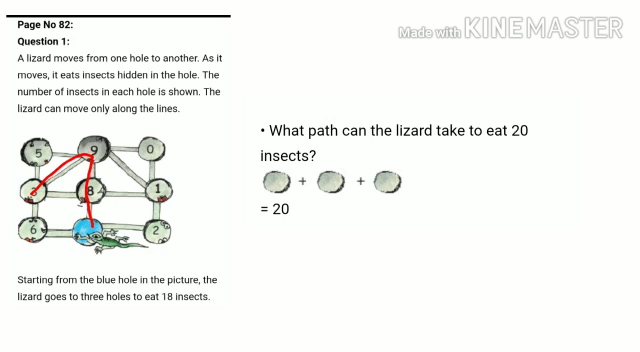 Page No 82:
Question 1:
A lizard moves from one hole to another. As it
moves, it eats insects hidden in the hole. The
number of insects in each hole is shown. The
lizard can move only along the lines.
5 9 0
3 8 1
6 2
Starting from the blue hole in the picture, the
lizard goes to three holes to eat 18 insects.
Made with KINEMASTER
• What path can the lizard take to eat 20
insects?
+ +
= 20